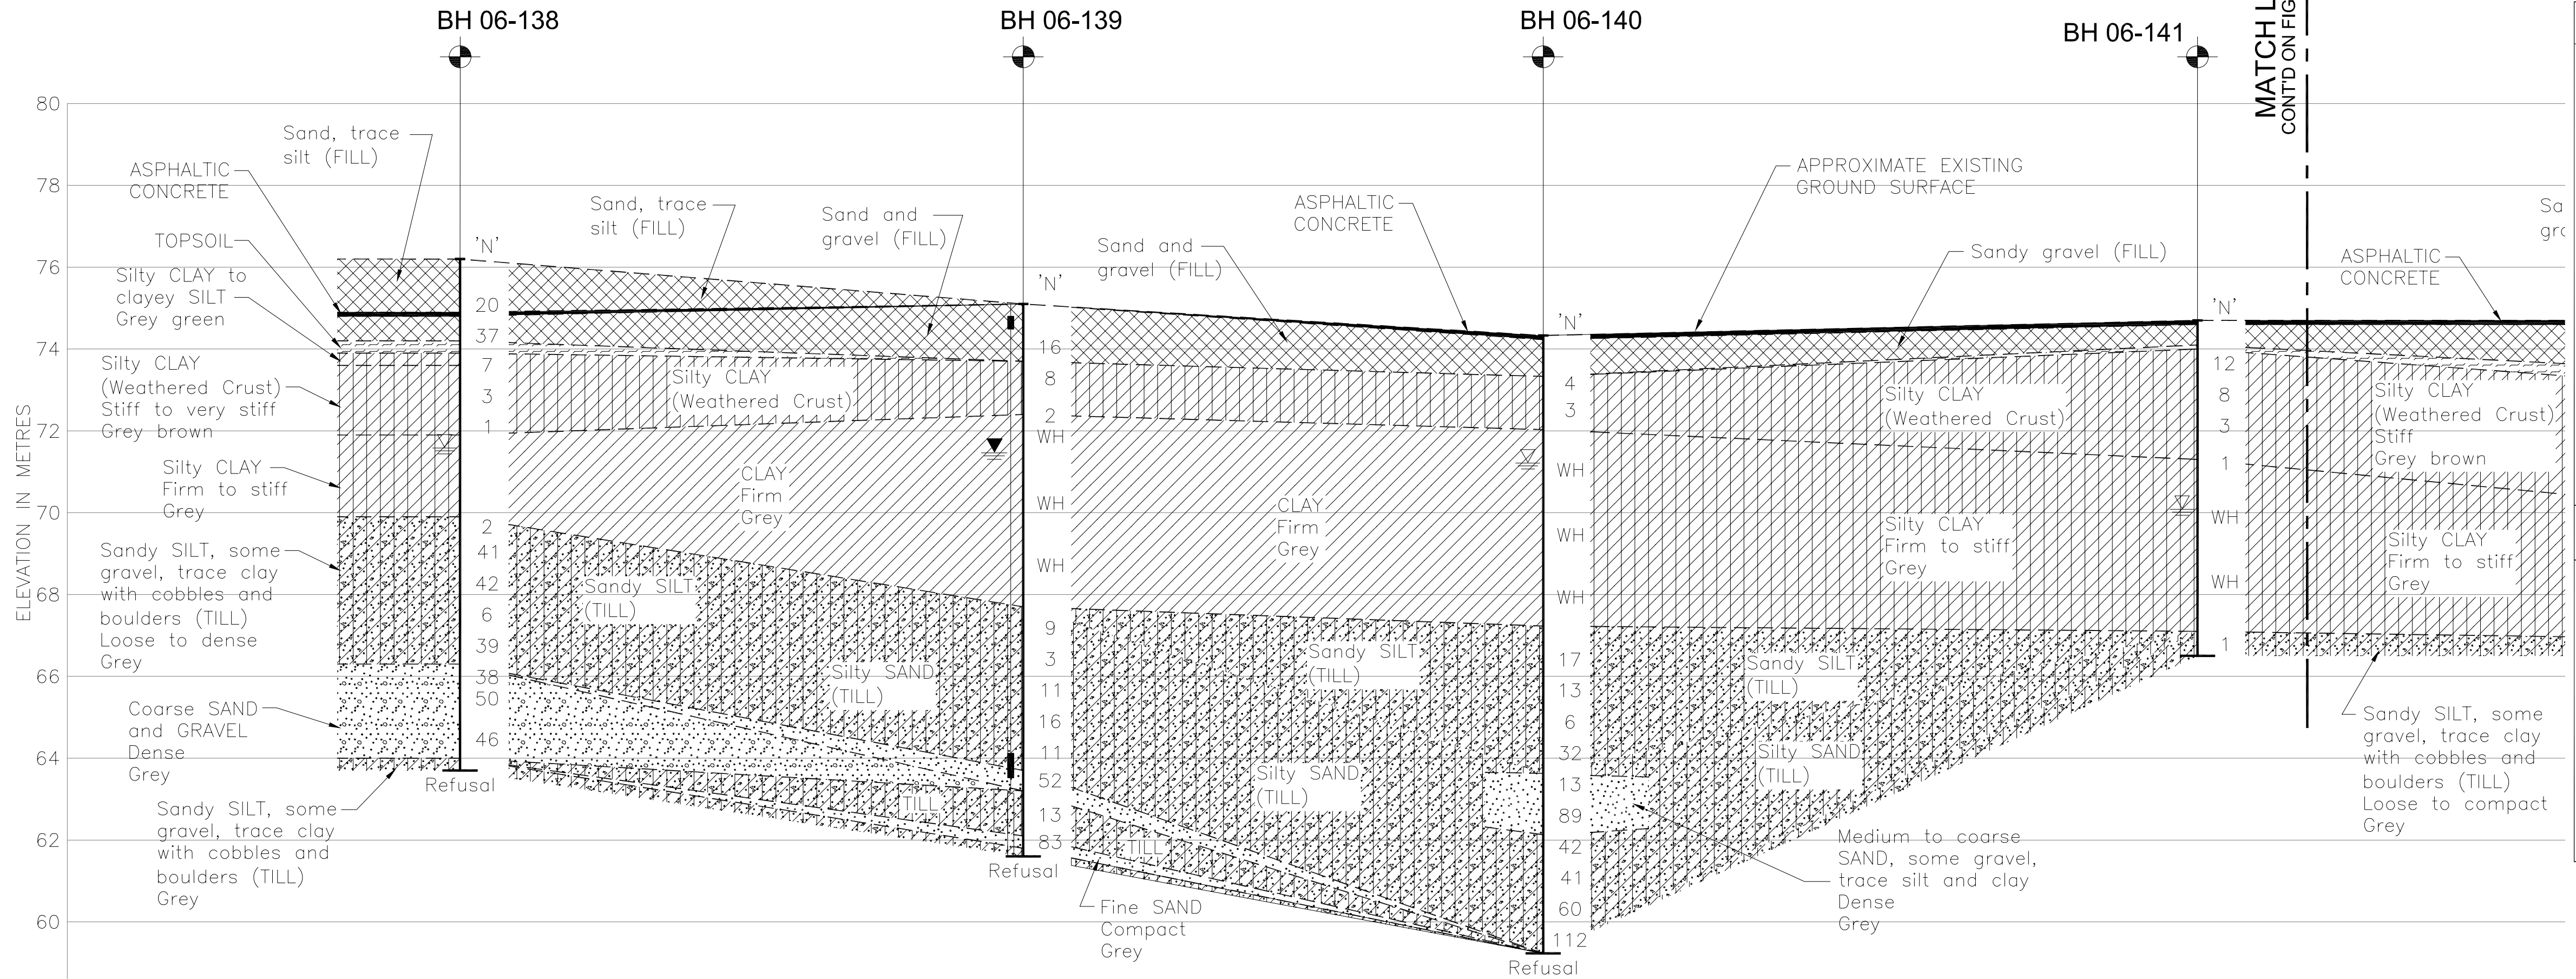 BH 06-138
BH 06-139
BH 06-140
BH 06-141
MATCH L
CONT'D ON FIG
ELEVATION IN METRES
80
78
76
74
72
70
68
66
64
62
60
Sand, trace
silt (FILL)
ASPHALTIC
CONCRETE
TOPSOIL
Silty CLAY to
clayey SILT
Grey green
Silty CLAY
(Weathered Crust)
Stiff to very stiff
Grey brown
Silty CLAY
Firm to stiff
Grey
Sandy SILT, some
gravel, trace clay
with cobbles and
boulders (TILL)
Loose to dense
Grey
Coarse SAND
and GRAVEL
Dense
Grey
Sandy SILT, some
gravel, trace clay
with cobbles and
boulders (TILL)
Grey
'N'
20
37
7
3
1
2
41
42
6
39
38
50
46
Refusal
Sand, trace
silt (FILL)
Sand and
gravel (FILL)
Silty CLAY
(Weathered Crust)
CLAY
Firm
Grey
Sandy SILT
(TILL)
Silty SAND
(TILL)
TILL
'N'
16
8
2
WH
WH
WH
9
3
11
16
11
52
13
83
Refusal
Sand and
gravel (FILL)
ASPHALTIC
CONCRETE
CLAY
Firm
Grey
Sandy SILT
(TILL)
Silty SAND
(TILL)
TILL
Fine SAND
Compact
Grey
'N'
4
3
WH
WH
WH
17
13
6
32
13
89
42
41
60
112
Refusal
APPROXIMATE EXISTING
GROUND SURFACE
Sandy gravel (FILL)
Silty CLAY
(Weathered Crust)
Silty CLAY
Firm to stiff
Grey
Sandy SILT
(TILL)
Silty SAND
(TILL)
Medium to coarse
SAND, some gravel,
trace silt and clay
Dense
Grey
'N'
12
8
3
1
WH
WH
1
ASPHALTIC
CONCRETE
Silty CLAY
(Weathered Crust)
Stiff
Grey brown
Silty CLAY
Firm to stiff
Grey
Sandy SILT, some
gravel, trace clay
with cobbles and
boulders (TILL)
Loose to compact
Grey
Sa
gra